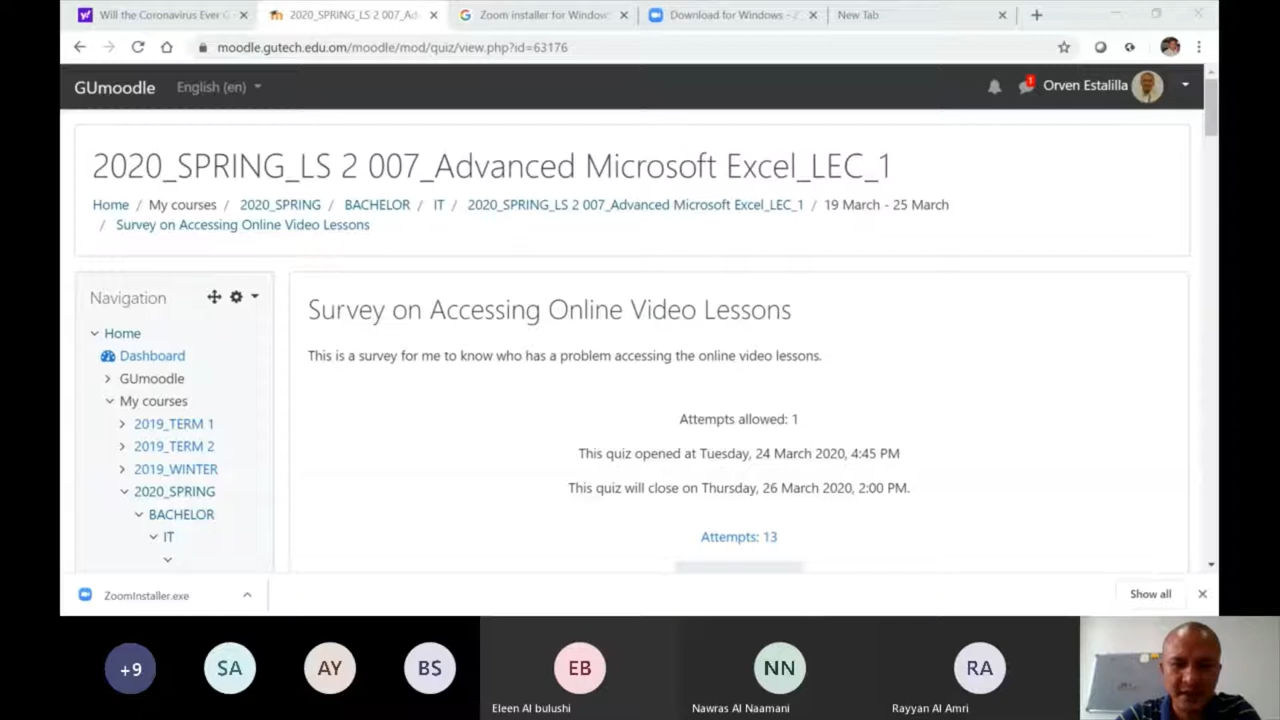 Will the Coronavirus Ever G
2020_SPRING_LS 2 007_Ad
Zoom installer for Window
Download for Windows - Z
New Tab
moodle.gutech.edu.om/moodle/mod/quiz/view.php?id=63176
GUmoodle
English (en)
1
Orven Estalilla
2020_SPRING_LS 2 007_Advanced Microsoft Excel_LEC_1
Home / My courses / 2020_SPRING / BACHELOR / IT / 2020_SPRING_LS 2 007_Advanced Microsoft Excel_LEC_1 / 19 March - 25 March
/ Survey on Accessing Online Video Lessons
Navigation
Home
Dashboard
GUmoodle
My courses
2019_TERM 1
2019_TERM 2
2019_WINTER
2020_SPRING
BACHELOR
IT
Survey on Accessing Online Video Lessons
This is a survey for me to know who has a problem accessing the online video lessons.
Attempts allowed: 1
This quiz opened at Tuesday, 24 March 2020, 4:45 PM
This quiz will close on Thursday, 26 March 2020, 2:00 PM.
Attempts: 13
ZoomInstaller.exe
Show all
+9
SA
AY
BS
EB
Eleen Al bulushi
NN
Nawras Al Naamani
RA
Rayyan Al Amri